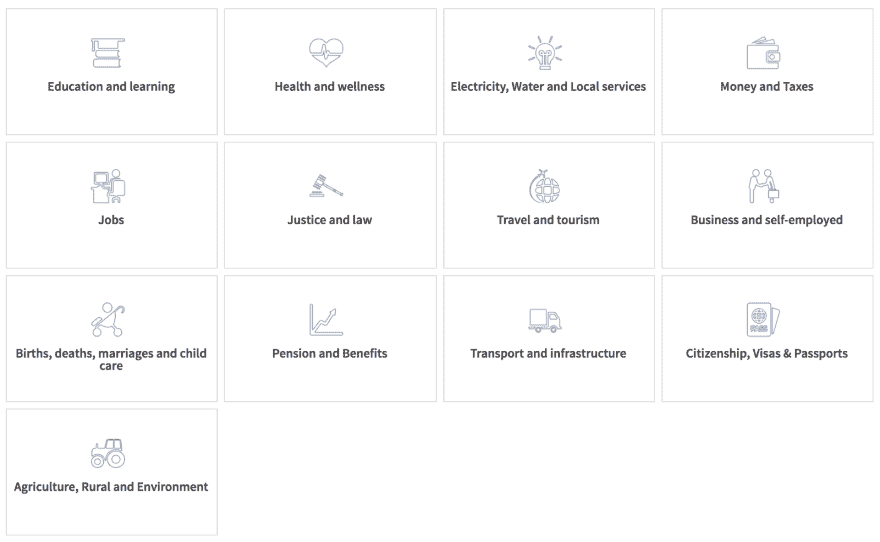 Education and learning
Health and wellness
Electricity, Water and Local services
Money and Taxes
Jobs
Justice and law
Travel and tourism
Business and self-employed
Births, deaths, marriages and child
care
Pension and Benefits
Transport and infrastructure
PASS
Citizenship, Visas & Passports
Agriculture, Rural and Environment